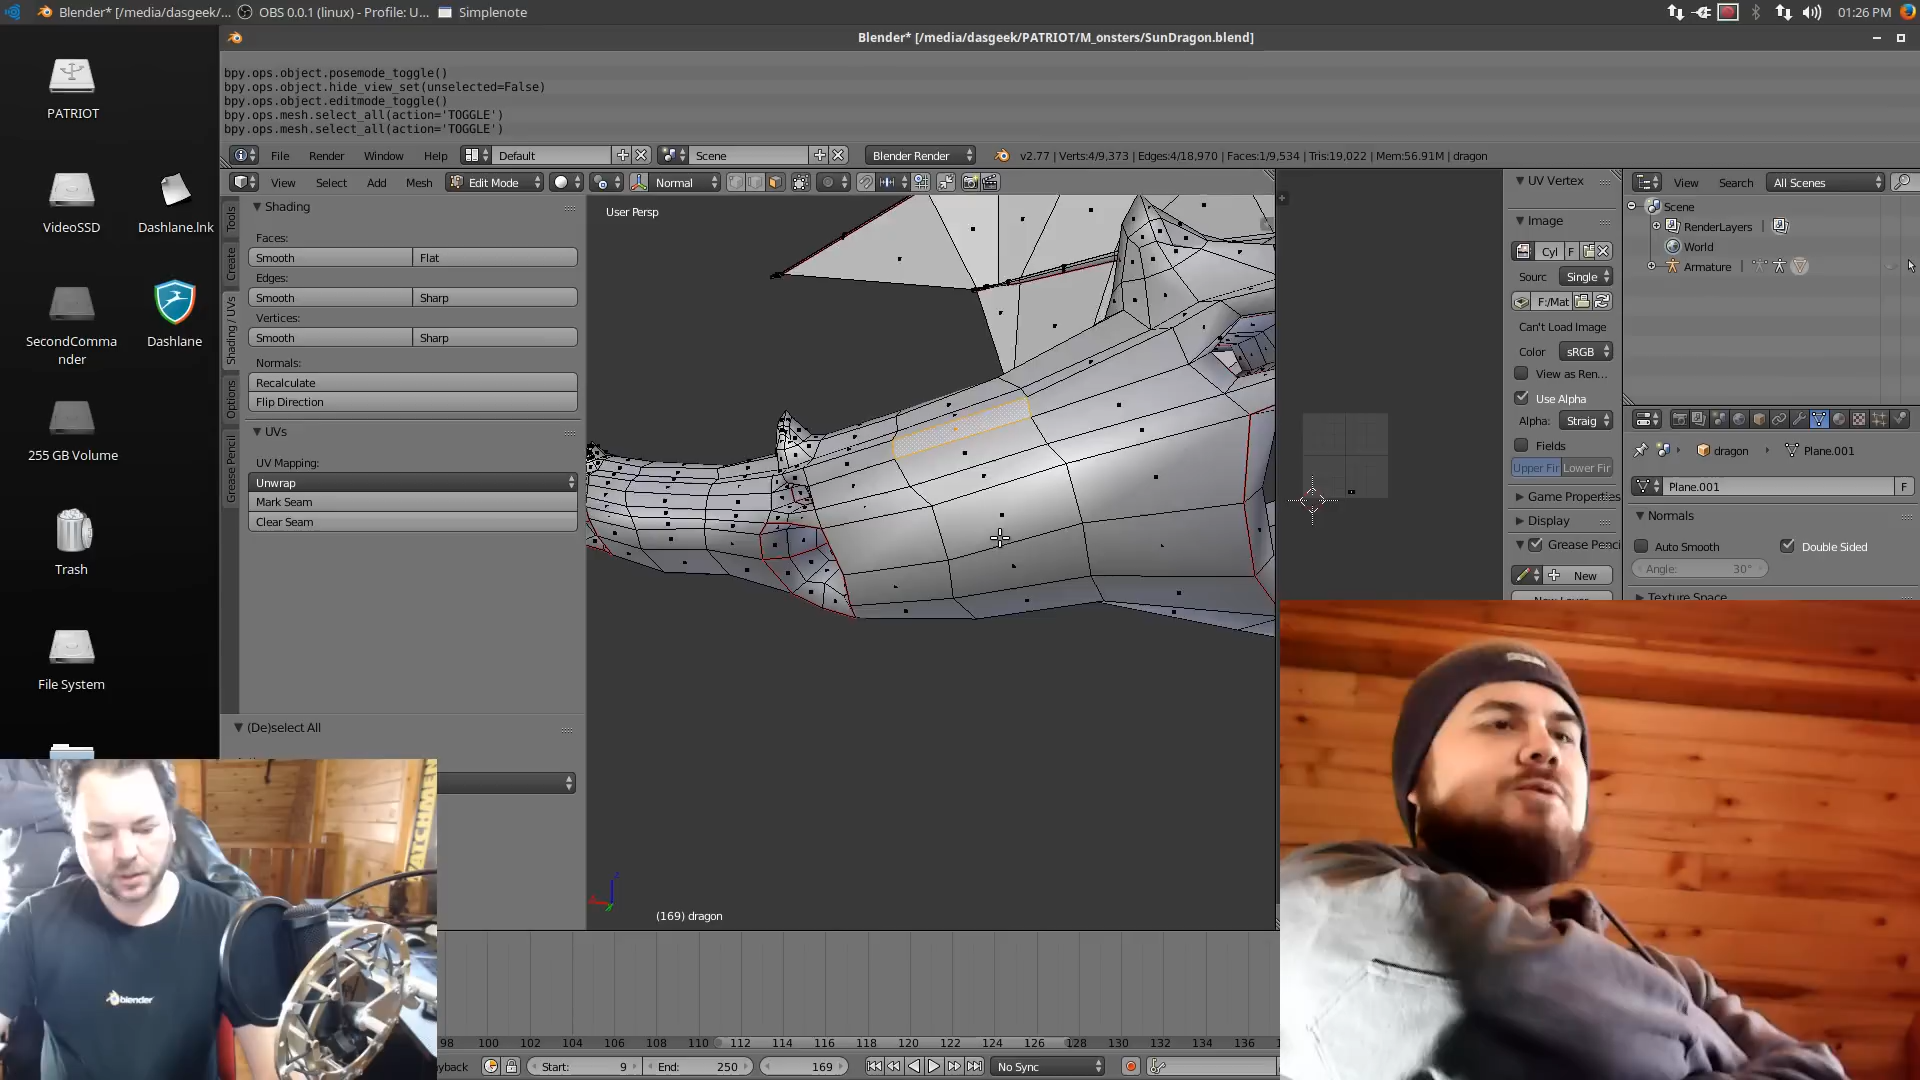 Blender* [/media/dasgeek/...
OBS 0.0.1 (linux) - Profile: U...
Simplenote
01:26 PM
Blender* [/media/dasgeek/PATRIOT/M_onsters/SunDragon.blend]
bpy.ops.object.posemode_toggle()
bpy.ops.object.hide_view_set(unselected=False)
bpy.ops.object.editmode_toggle()
bpy.ops.mesh.select_all(action='TOGGLE')
bpy.ops.mesh.select_all(action='TOGGLE')
File Render Window Help Default Scene Blender Render v2.77 | Verts:4/9,373 | Edges:4/18,970 | Faces:1/9,534 | Tris:19,022 | Mem:56.91M | dragon
View Select Add Mesh Edit Mode Normal
PATRIOT
VideoSSD
Dashlane.lnk
SecondComma
nder
Dashlane
255 GB Volume
Trash
File System
Tools
Create
Shading / UVs
Options
Grease Pencil
Shading
Faces:
Smooth Flat
Edges:
Smooth Sharp
Vertices:
Smooth Sharp
Normals:
Recalculate
Flip Direction
UVs
UV Mapping:
Unwrap
Mark Seam
Clear Seam
(De)select All
User Persp
(169) dragon
UV Vertex
Image
Cyl F
Sourc Single
F:/Mat
Can't Load Image
Color sRGB
View as Ren...
Use Alpha
Alpha: Straig
Fields
Upper Fir Lower Fir
Game Properties
Display
Grease Penci
New
New Layer
View Search All Scenes
Scene
RenderLayers
World
Armature
dragon Plane.001
Plane.001 F
Normals
Auto Smooth Double Sided
Angle: 30°
Texture Space
blender
98 100 102 104 106 108 110 112 114 116 118 120 122 124 126 128 130 132 134 136
yback Start: 9 End: 250 169 No Sync